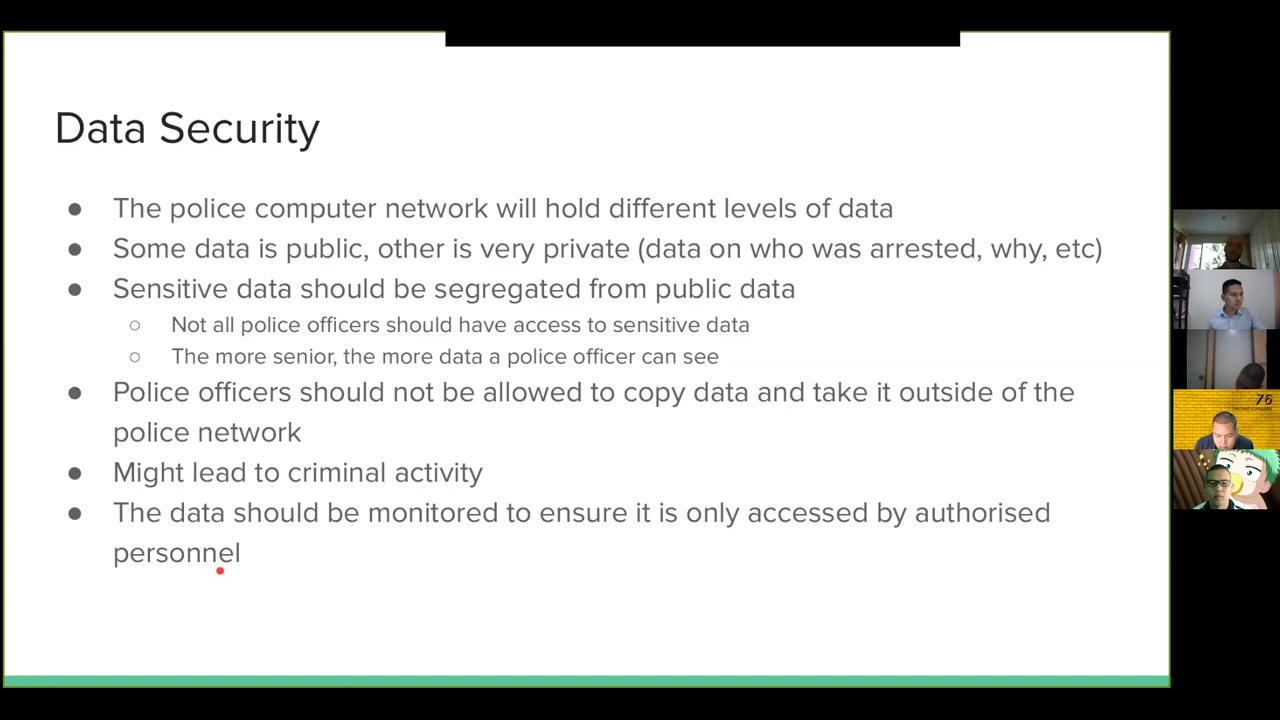 Data Security
● The police computer network will hold different levels of data
● Some data is public, other is very private (data on who was arrested, why, etc)
● Sensitive data should be segregated from public data
○ Not all police officers should have access to sensitive data
○ The more senior, the more data a police officer can see
● Police officers should not be allowed to copy data and take it outside of the
police network
● Might lead to criminal activity
● The data should be monitored to ensure it is only accessed by authorised
personnel
76